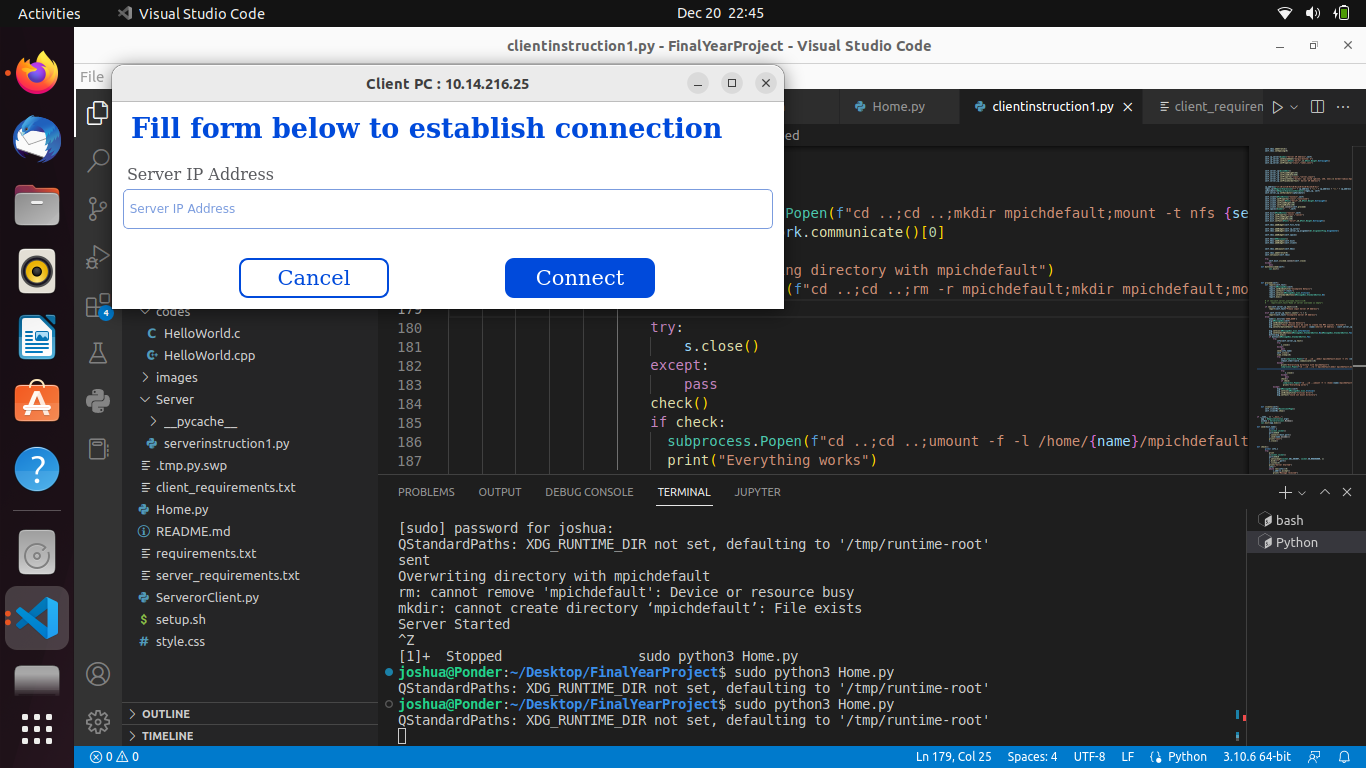 Activities
Visual Studio Code
Dec 20 22:45
clientinstruction1.py - FinalYearProject - Visual Studio Code
File
Client PC : 10.14.216.25
Fill form below to establish connection
Server IP Address
Server IP Address
Cancel
Connect
Home.py
clientinstruction1.py
client_requiren
ed
Popen(f"cd ..;cd ..;mkdir mpichdefault;mount -t nfs {se
rk.communicate()[0]
ng directory with mpichdefault")
(f"cd ..;cd ..;rm -r mpichdefault;mkdir mpichdefault;mo
179
180 try:
181 s.close()
182 except:
183 pass
184 check()
185 if check:
186 subprocess.Popen(f"cd ..;cd ..;umount -f -l /home/{name}/mpichdefault
187 print("Everything works")
4
codes
HelloWorld.c
HelloWorld.cpp
images
Server
__pycache__
serverinstruction1.py
.tmp.py.swp
client_requirements.txt
Home.py
README.md
requirements.txt
server_requirements.txt
ServerorClient.py
setup.sh
style.css
OUTLINE
TIMELINE
PROBLEMS OUTPUT DEBUG CONSOLE TERMINAL JUPYTER
[sudo] password for joshua:
QStandardPaths: XDG_RUNTIME_DIR not set, defaulting to '/tmp/runtime-root'
sent
Overwriting directory with mpichdefault
rm: cannot remove 'mpichdefault': Device or resource busy
mkdir: cannot create directory ‘mpichdefault’: File exists
Server Started
^Z
[1]+ Stopped sudo python3 Home.py
joshua@Ponder:~/Desktop/FinalYearProject$ sudo python3 Home.py
QStandardPaths: XDG_RUNTIME_DIR not set, defaulting to '/tmp/runtime-root'
joshua@Ponder:~/Desktop/FinalYearProject$ sudo python3 Home.py
QStandardPaths: XDG_RUNTIME_DIR not set, defaulting to '/tmp/runtime-root'
bash
Python
0 0
Ln 179, Col 25 Spaces: 4 UTF-8 LF Python 3.10.6 64-bit